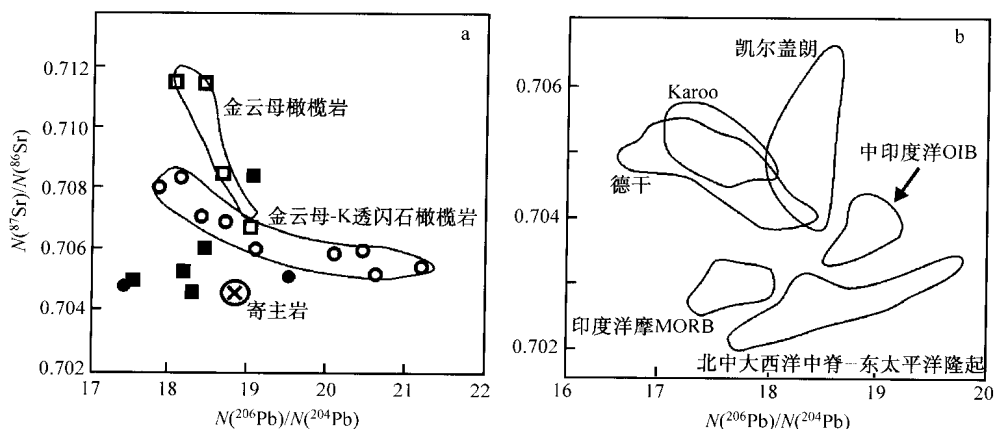 a
0.712
0.710
0.708
0.706
0.704
0.702
N(⁸⁷Sr)/N(⁸⁶Sr)
金云母橄榄岩
金云母-K透闪石橄榄岩
寄主岩
17 18 19 20 21 22
N(²⁰⁶Pb)/N(²⁰⁴Pb)
0.706
0.704
0.702
b
凯尔盖朗
Karoo
中印度洋OIB
德干
印度洋摩MORB
北中大西洋中脊一东太平洋隆起
16 17 18 19 20
N(²⁰⁶Pb)/N(²⁰⁴Pb)